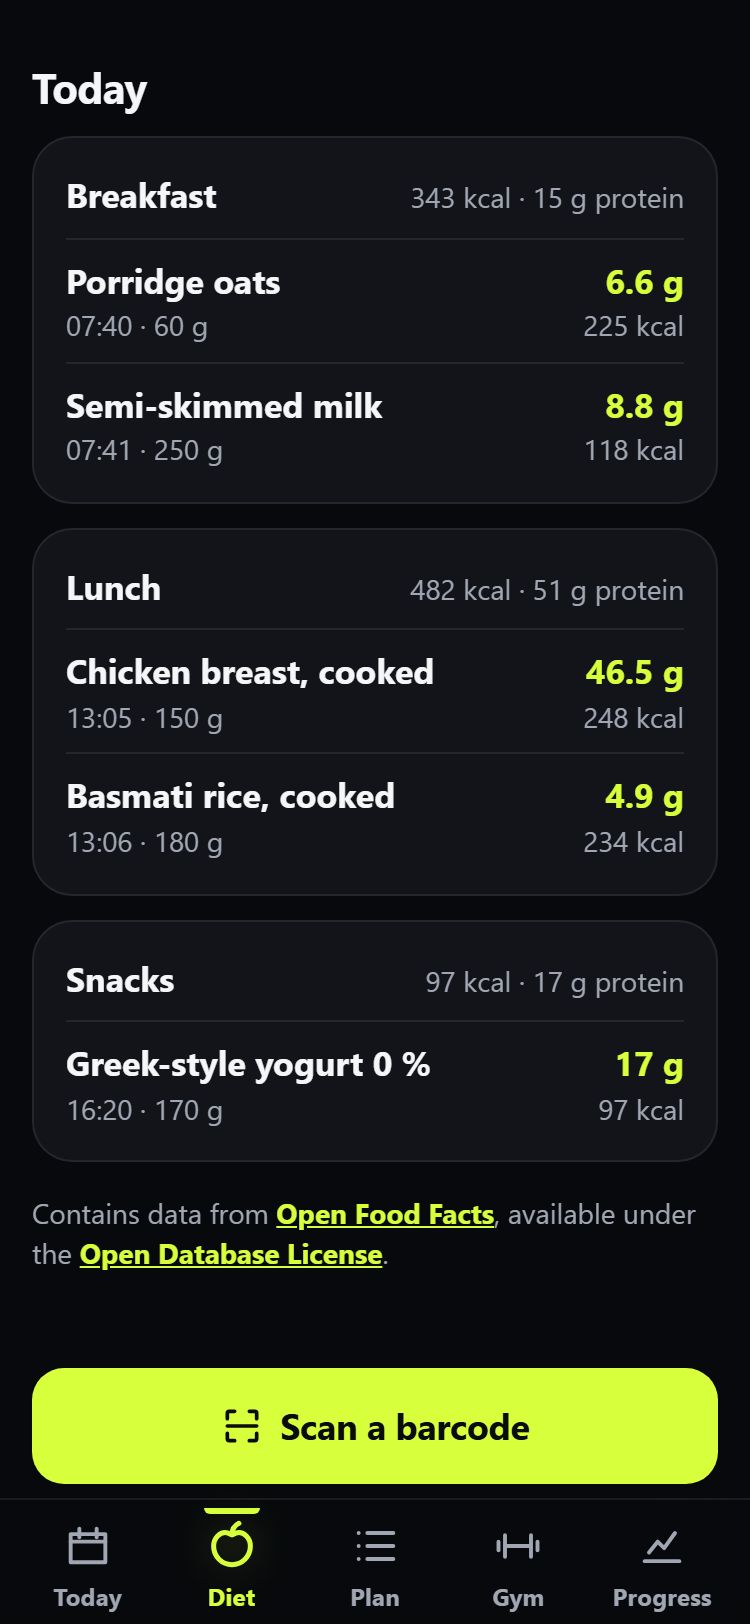 Today
Breakfast
343 kcal · 15 g protein
Porridge oats
6.6 g
07:40 · 60 g
225 kcal
Semi-skimmed milk
8.8 g
07:41 · 250 g
118 kcal
Lunch
482 kcal · 51 g protein
Chicken breast, cooked
46.5 g
13:05 · 150 g
248 kcal
Basmati rice, cooked
4.9 g
13:06 · 180 g
234 kcal
Snacks
97 kcal · 17 g protein
Greek-style yogurt 0 %
17 g
16:20 · 170 g
97 kcal
Contains data from Open Food Facts, available under
the Open Database License.
Scan a barcode
Today
Diet
Plan
Gym
Progress